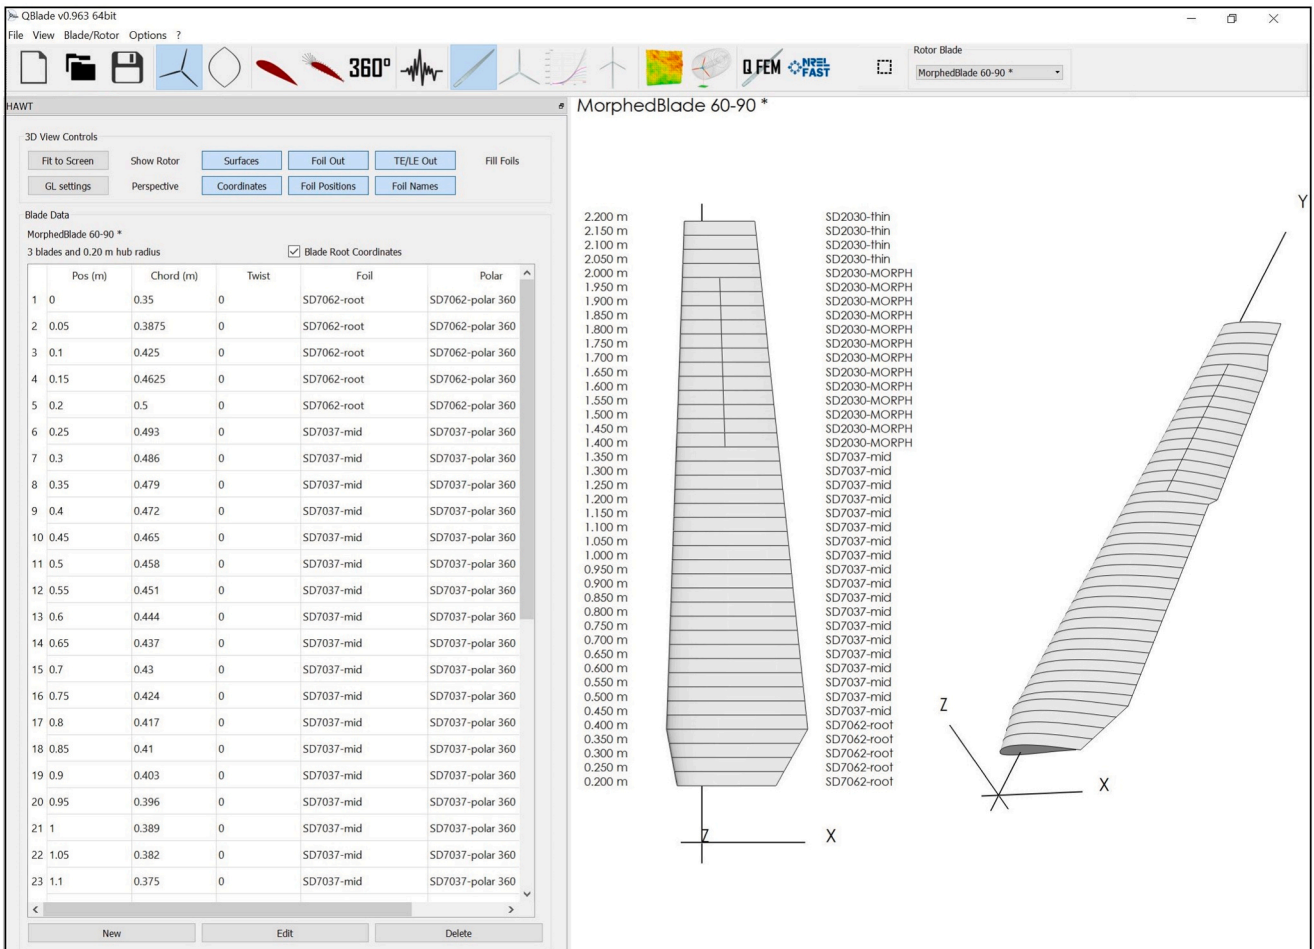 QBlade v0.963 64bit
File View Blade/Rotor Options ?
360° Q FEM NREL FAST
Rotor Blade
MorphedBlade 60-90 *
HAWT
3D View Controls
Fit to Screen Show Rotor Surfaces Foil Out TE/LE Out Fill Foils
GL settings Perspective Coordinates Foil Positions Foil Names
Blade Data
MorphedBlade 60-90 *
3 blades and 0.20 m hub radius Blade Root Coordinates
Pos (m) Chord (m) Twist Foil Polar
1 0 0.35 0 SD7062-root SD7062-polar 360
2 0.05 0.3875 0 SD7062-root SD7062-polar 360
3 0.1 0.425 0 SD7062-root SD7062-polar 360
4 0.15 0.4625 0 SD7062-root SD7062-polar 360
5 0.2 0.5 0 SD7062-root SD7062-polar 360
6 0.25 0.493 0 SD7037-mid SD7037-polar 360
7 0.3 0.486 0 SD7037-mid SD7037-polar 360
8 0.35 0.479 0 SD7037-mid SD7037-polar 360
9 0.4 0.472 0 SD7037-mid SD7037-polar 360
10 0.45 0.465 0 SD7037-mid SD7037-polar 360
11 0.5 0.458 0 SD7037-mid SD7037-polar 360
12 0.55 0.451 0 SD7037-mid SD7037-polar 360
13 0.6 0.444 0 SD7037-mid SD7037-polar 360
14 0.65 0.437 0 SD7037-mid SD7037-polar 360
15 0.7 0.43 0 SD7037-mid SD7037-polar 360
16 0.75 0.424 0 SD7037-mid SD7037-polar 360
17 0.8 0.417 0 SD7037-mid SD7037-polar 360
18 0.85 0.41 0 SD7037-mid SD7037-polar 360
19 0.9 0.403 0 SD7037-mid SD7037-polar 360
20 0.95 0.396 0 SD7037-mid SD7037-polar 360
21 1 0.389 0 SD7037-mid SD7037-polar 360
22 1.05 0.382 0 SD7037-mid SD7037-polar 360
23 1.1 0.375 0 SD7037-mid SD7037-polar 360
New Edit Delete
MorphedBlade 60-90 *
2.200 m SD2030-thin
2.150 m SD2030-thin
2.100 m SD2030-thin
2.050 m SD2030-thin
2.000 m SD2030-MORPH
1.950 m SD2030-MORPH
1.900 m SD2030-MORPH
1.850 m SD2030-MORPH
1.800 m SD2030-MORPH
1.750 m SD2030-MORPH
1.700 m SD2030-MORPH
1.650 m SD2030-MORPH
1.600 m SD2030-MORPH
1.550 m SD2030-MORPH
1.500 m SD2030-MORPH
1.450 m SD2030-MORPH
1.400 m SD2030-MORPH
1.350 m SD7037-mid
1.300 m SD7037-mid
1.250 m SD7037-mid
1.200 m SD7037-mid
1.150 m SD7037-mid
1.100 m SD7037-mid
1.050 m SD7037-mid
1.000 m SD7037-mid
0.950 m SD7037-mid
0.900 m SD7037-mid
0.850 m SD7037-mid
0.800 m SD7037-mid
0.750 m SD7037-mid
0.700 m SD7037-mid
0.650 m SD7037-mid
0.600 m SD7037-mid
0.550 m SD7037-mid
0.500 m SD7037-mid
0.450 m SD7037-mid
0.400 m SD7062-root
0.350 m SD7062-root
0.300 m SD7062-root
0.250 m SD7062-root
0.200 m SD7062-root
Z X
Y
Z
X